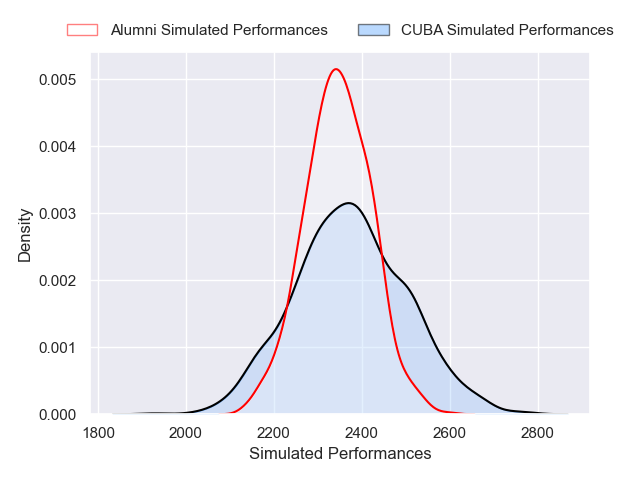 Alumni Simulated Performances CUBA Simulated Performances
0.005
0.004
0.003
0.002
0.001
0.000
Density
1800 2000 2200 2400 2600 2800
Simulated Performances